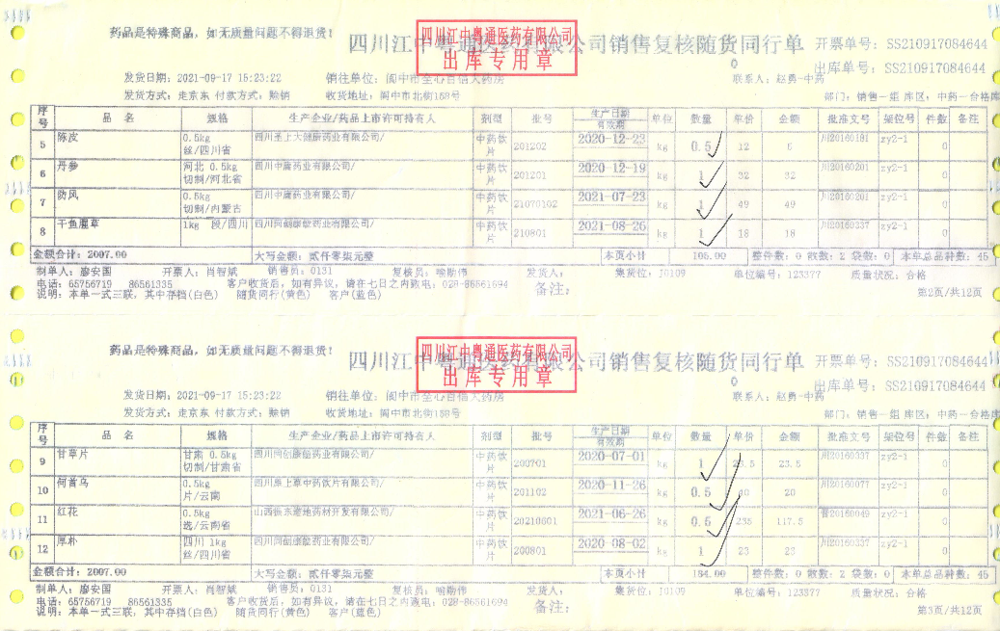 药品是特殊商品，如无质量问题不得退货！
四川江中粤通医药有限公司销售复核随货同行单
四川江中粤通医药有限公司
出库专用章
开票单号：SS210917084644
出库单号：SS210917084644
0
发货日期：2021-09-17 15:23:22 销往单位：阆中市全心百信大药房 联系人：赵勇-中药
发货方式：走京东 付款方式：赊销 收货地址：阆中市北街158号 部门：销售一组 库区：中药-合格库
序号 品 名 规格 生产企业/药品上市许可持有人 剂型 批号 生产日期 有效期 单位 数量 单价 金额 批准文号 架位号 件数 备注
5 陈皮 0.5kg 丝/四川省 中药饮片 201202 2020-12-23 kg 0.5 12 6 川20160181 zy2-1 0
6 丹参 河北 0.5kg 切制/河北省 四川中庸药业有限公司/ 中药饮片 201201 2020-12-19 kg 1 32 32 川20160201 zy2-1 0
7 防风 0.5kg 切制/内蒙古 四川中庸药业有限公司/ 中药饮片 21070102 2021-07-23 kg 1 49 49 川20160201 zy2-1 0
8 干鱼腥草 1kg 段/四川 四川同创康能药业有限公司/ 中药饮片 210801 2021-08-26 kg 1 18 18 川20160337 zy2-1 0
金额合计：2007.00 大写金额：贰仟零柒元整 本页小计 105.00 整件数：0 散数：2 袋数：0 本单总品种数：45
制单人：廖安国 开票人：肖智斌 销售员：0131 复核员：喻勋伟 发货人： 集货位：J0109 单位编号：123377 质量状况：合格
电话：65756719 86561335 客户收货后，如有异议，请在七日之内致电：028-86561694 备注：
说明：本单一式三联，其中存档(白色) 随货同行(黄色) 客户(蓝色) 第2页/共12页
药品是特殊商品，如无质量问题不得退货！
四川江中粤通医药有限公司销售复核随货同行单
四川江中粤通医药有限公司
出库专用章
开票单号：SS210917084644
出库单号：SS210917084644
0
发货日期：2021-09-17 15:23:22 销往单位：阆中市全心百信大药房 联系人：赵勇-中药
发货方式：走京东 付款方式：赊销 收货地址：阆中市北街158号 部门：销售一组 库区：中药-合格库
序号 品 名 规格 生产企业/药品上市许可持有人 剂型 批号 生产日期 有效期 单位 数量 单价 金额 批准文号 架位号 件数 备注
9 甘草片 甘肃 0.5kg 切制/甘肃省 四川同创康能药业有限公司/ 中药饮片 200701 2020-07-01 kg 1 23.5 23.5 川20160337 zy2-1 0
10 何首乌 0.5kg 片/云南 中药饮片 201102 2020-11-26 kg 0.5 40 20 川20160077 zy2-1 0
11 红花 0.5kg 选/云南省 山西振东道地药材开发有限公司/ 中药饮片 20210601 2021-06-26 kg 0.5 235 117.5 晋20160049 zy2-1 0
12 厚朴 四川 1kg 丝/四川省 四川同创康能药业有限公司/ 中药饮片 200801 2020-08-02 kg 1 23 23 川20160337 zy2-1 0
金额合计：2007.00 大写金额：贰仟零柒元整 本页小计 184.00 整件数：0 散数：2 袋数：0 本单总品种数：45
制单人：廖安国 开票人：肖智斌 销售员：0131 复核员：喻勋伟 发货人： 集货位：J0109 单位编号：123377 质量状况：合格
电话：65756719 86561335 客户收货后，如有异议，请在七日之内致电：028-86561694 备注：
说明：本单一式三联，其中存档(白色) 随货同行(黄色) 客户(蓝色) 第3页/共12页